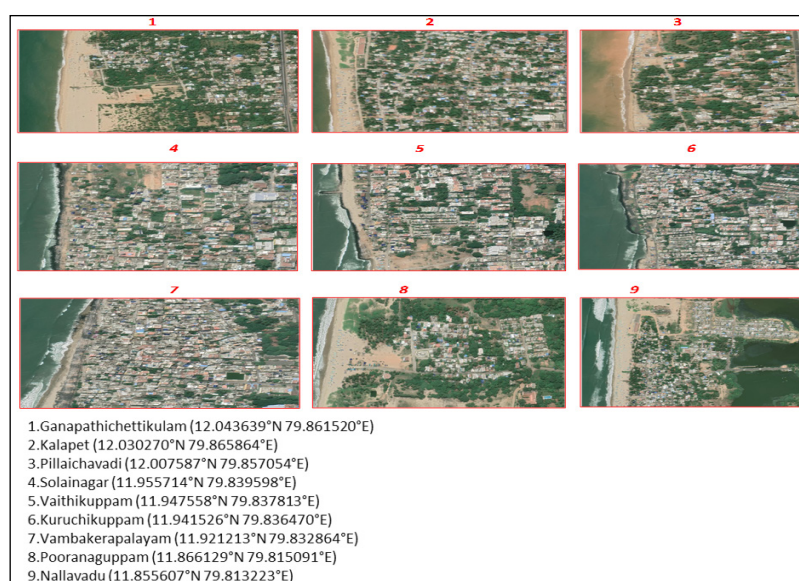 1
2
3
4
5
6
7
8
9
1.Ganapathichettikulam (12.043639°N 79.861520°E)
2.Kalapet (12.030270°N 79.865864°E)
3.Pillaichavadi (12.007587°N 79.857054°E)
4.Solainagar (11.955714°N 79.839598°E)
5.Vaithikuppam (11.947558°N 79.837813°E)
6.Kuruchikuppam (11.941526°N 79.836470°E)
7.Vambakerapalayam (11.921213°N 79.832864°E)
8.Pooranaguppam (11.866129°N 79.815091°E)
9.Nallavadu (11.855607°N 79.813223°E)